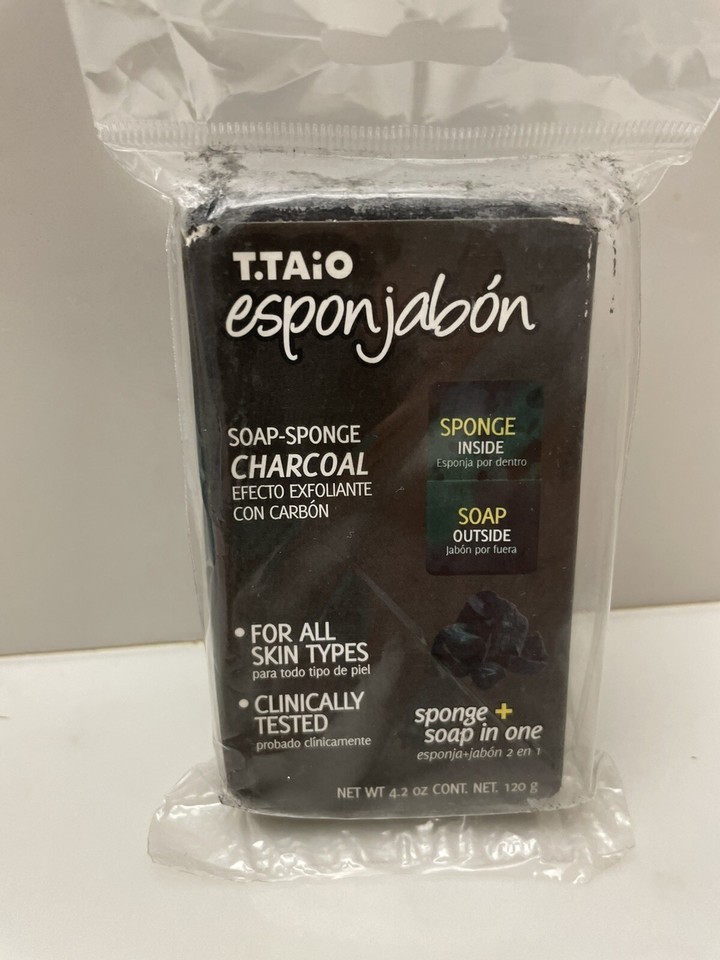 T.TAiO
esponjabón™
SOAP-SPONGE
CHARCOAL
EFECTO EXFOLIANTE
CON CARBÓN
SPONGE
INSIDE
Esponja por dentro
SOAP
OUTSIDE
Jabón por fuera
• FOR ALL
SKIN TYPES
para todo tipo de piel
• CLINICALLY
TESTED
probado clínicamente
sponge +
soap in one
esponja+jabón 2 en 1
NET WT 4.2 oz CONT. NET. 120 g